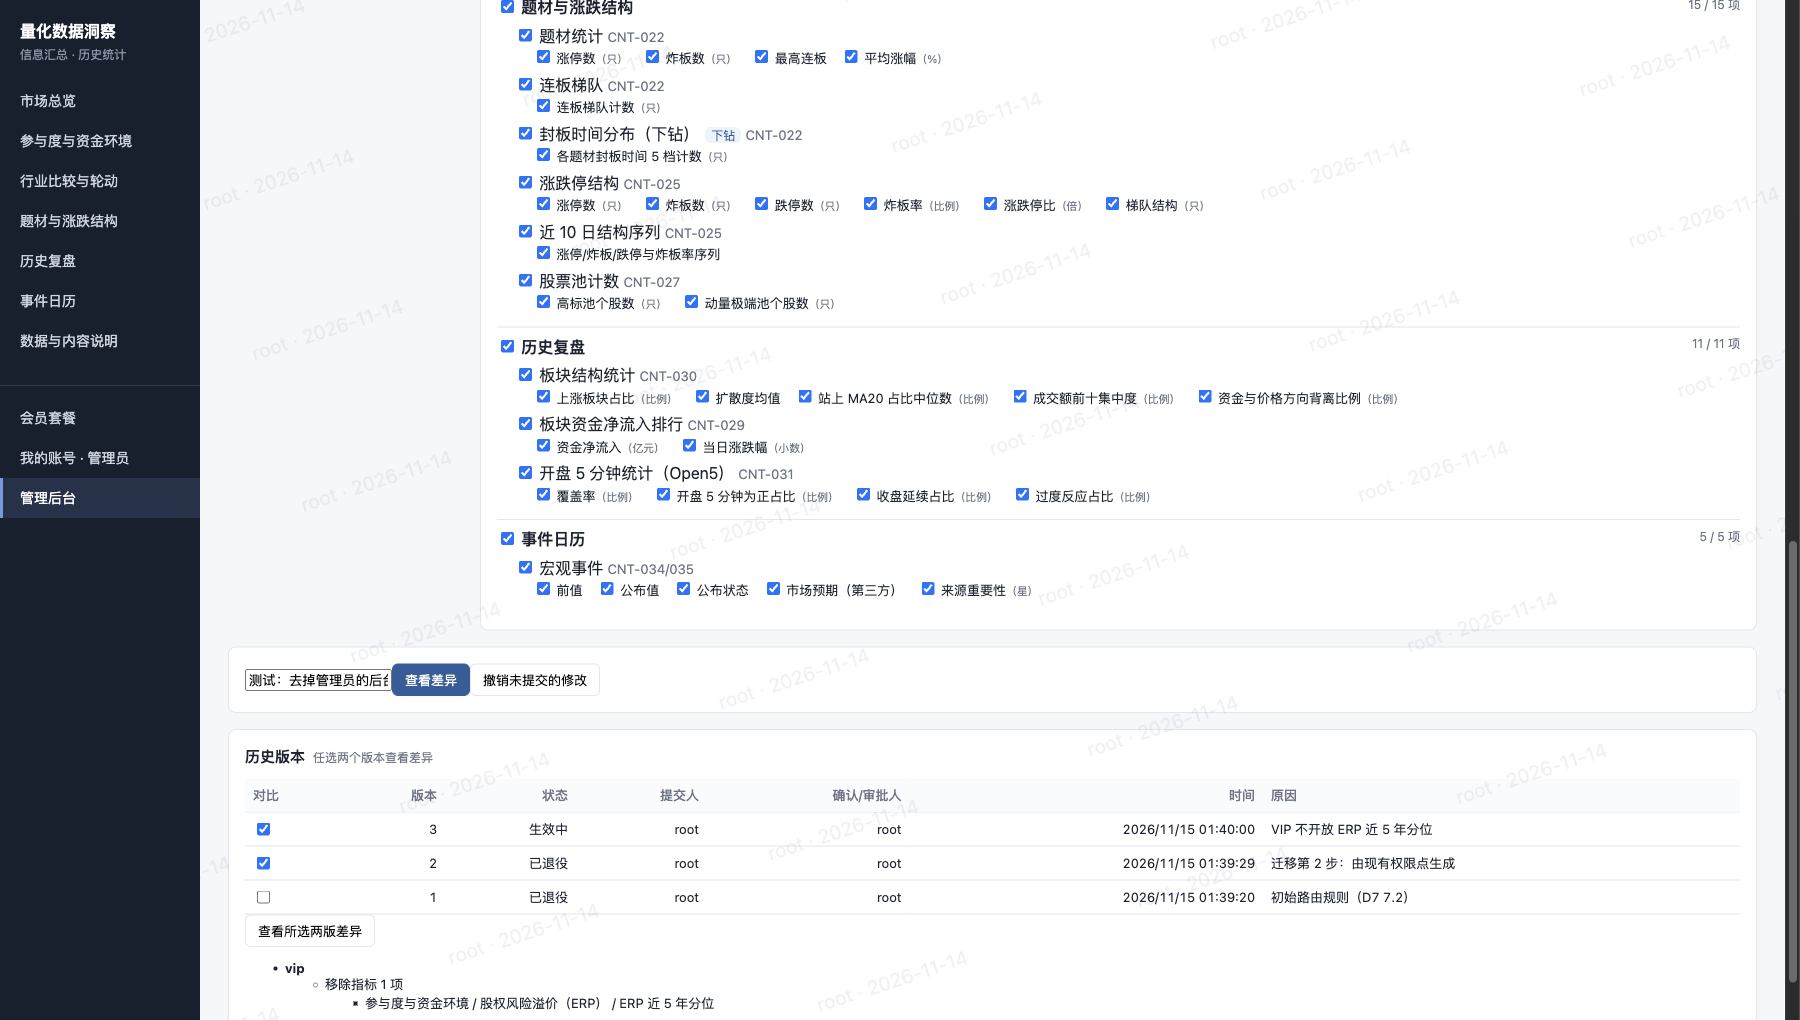 量化数据洞察
信息汇总 · 历史统计
市场总览
参与度与资金环境
行业比较与轮动
题材与涨跌结构
历史复盘
事件日历
数据与内容说明
会员套餐
我的账号 · 管理员
管理后台
题材与涨跌结构 15 / 15 项
题材统计 CNT-022
涨停数 (只) 炸板数 (只) 最高连板 平均涨幅 (%)
连板梯队 CNT-022
连板梯队计数 (只)
封板时间分布（下钻） 下钻 CNT-022
各题材封板时间 5 档计数 (只)
涨跌停结构 CNT-025
涨停数 (只) 炸板数 (只) 跌停数 (只) 炸板率 (比例) 涨跌停比 (倍) 梯队结构 (只)
近 10 日结构序列 CNT-025
涨停/炸板/跌停与炸板率序列
股票池计数 CNT-027
高标池个股数 (只) 动量极端池个股数 (只)
历史复盘 11 / 11 项
板块结构统计 CNT-030
上涨板块占比 (比例) 扩散度均值 站上 MA20 占比中位数 (比例) 成交额前十集中度 (比例) 资金与价格方向背离比例 (比例)
板块资金净流入排行 CNT-029
资金净流入 (亿元) 当日涨跌幅 (小数)
开盘 5 分钟统计（Open5） CNT-031
覆盖率 (比例) 开盘 5 分钟为正占比 (比例) 收盘延续占比 (比例) 过度反应占比 (比例)
事件日历 5 / 5 项
宏观事件 CNT-034/035
前值 公布值 公布状态 市场预期（第三方） 来源重要性 (星)
测试：去掉管理员的后台 查看差异 撤销未提交的修改
历史版本 任选两个版本查看差异
对比 版本 状态 提交人 确认/审批人 时间 原因
3 生效中 root root 2026/11/15 01:40:00 VIP 不开放 ERP 近 5 年分位
2 已退役 root root 2026/11/15 01:39:29 迁移第 2 步：由现有权限点生成
1 已退役 root root 2026/11/15 01:39:20 初始路由规则（D7 7.2）
查看所选两版差异
vip
移除指标 1 项
参与度与资金环境 / 股权风险溢价（ERP） / ERP 近 5 年分位
root · 2026-11-14